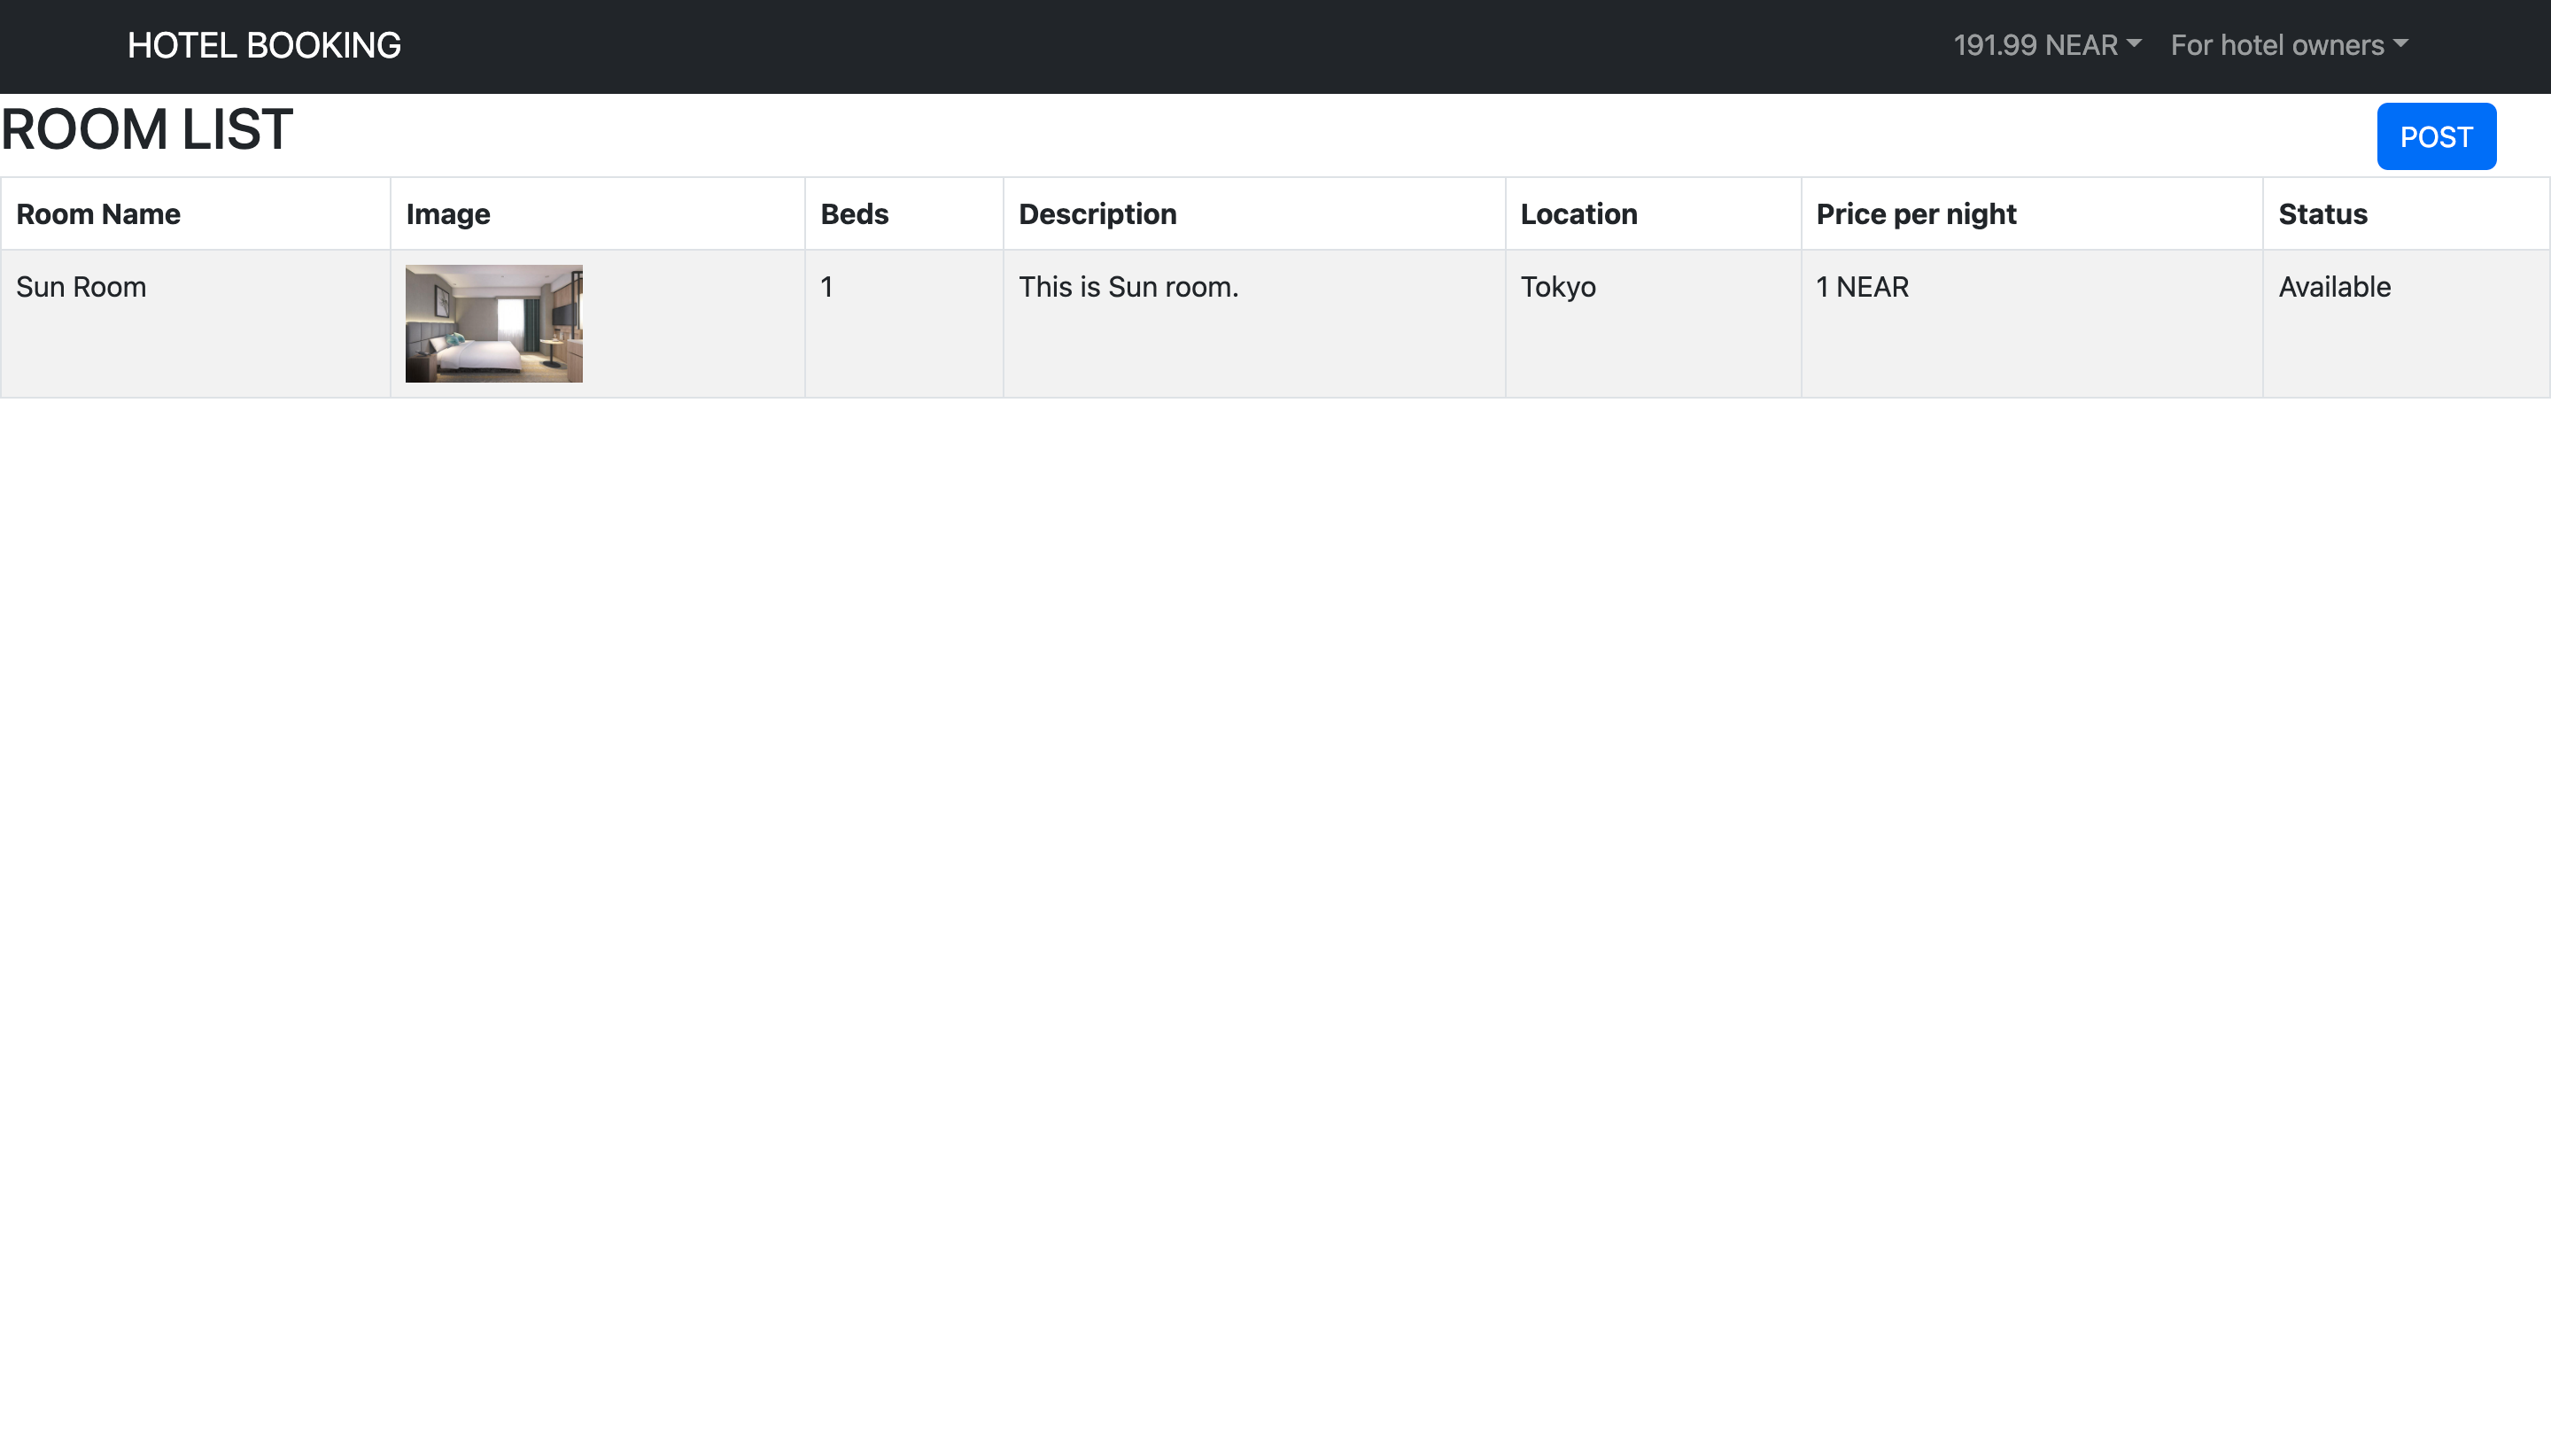 HOTEL BOOKING 191.99 NEAR For hotel owners
ROOM LIST POST
Room Name Image Beds Description Location Price per night Status
Sun Room 1 This is Sun room. Tokyo 1 NEAR Available